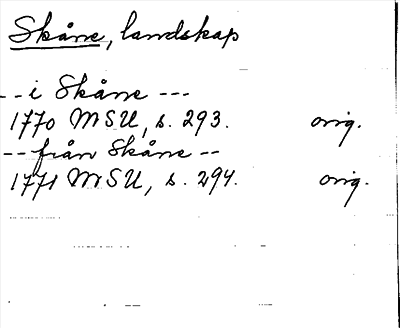 Skåne, landskap
-- i Skåne ---
1770 MSU, s. 293. orig.
-- från Skåne --
1771 MSU, s. 294. orig.